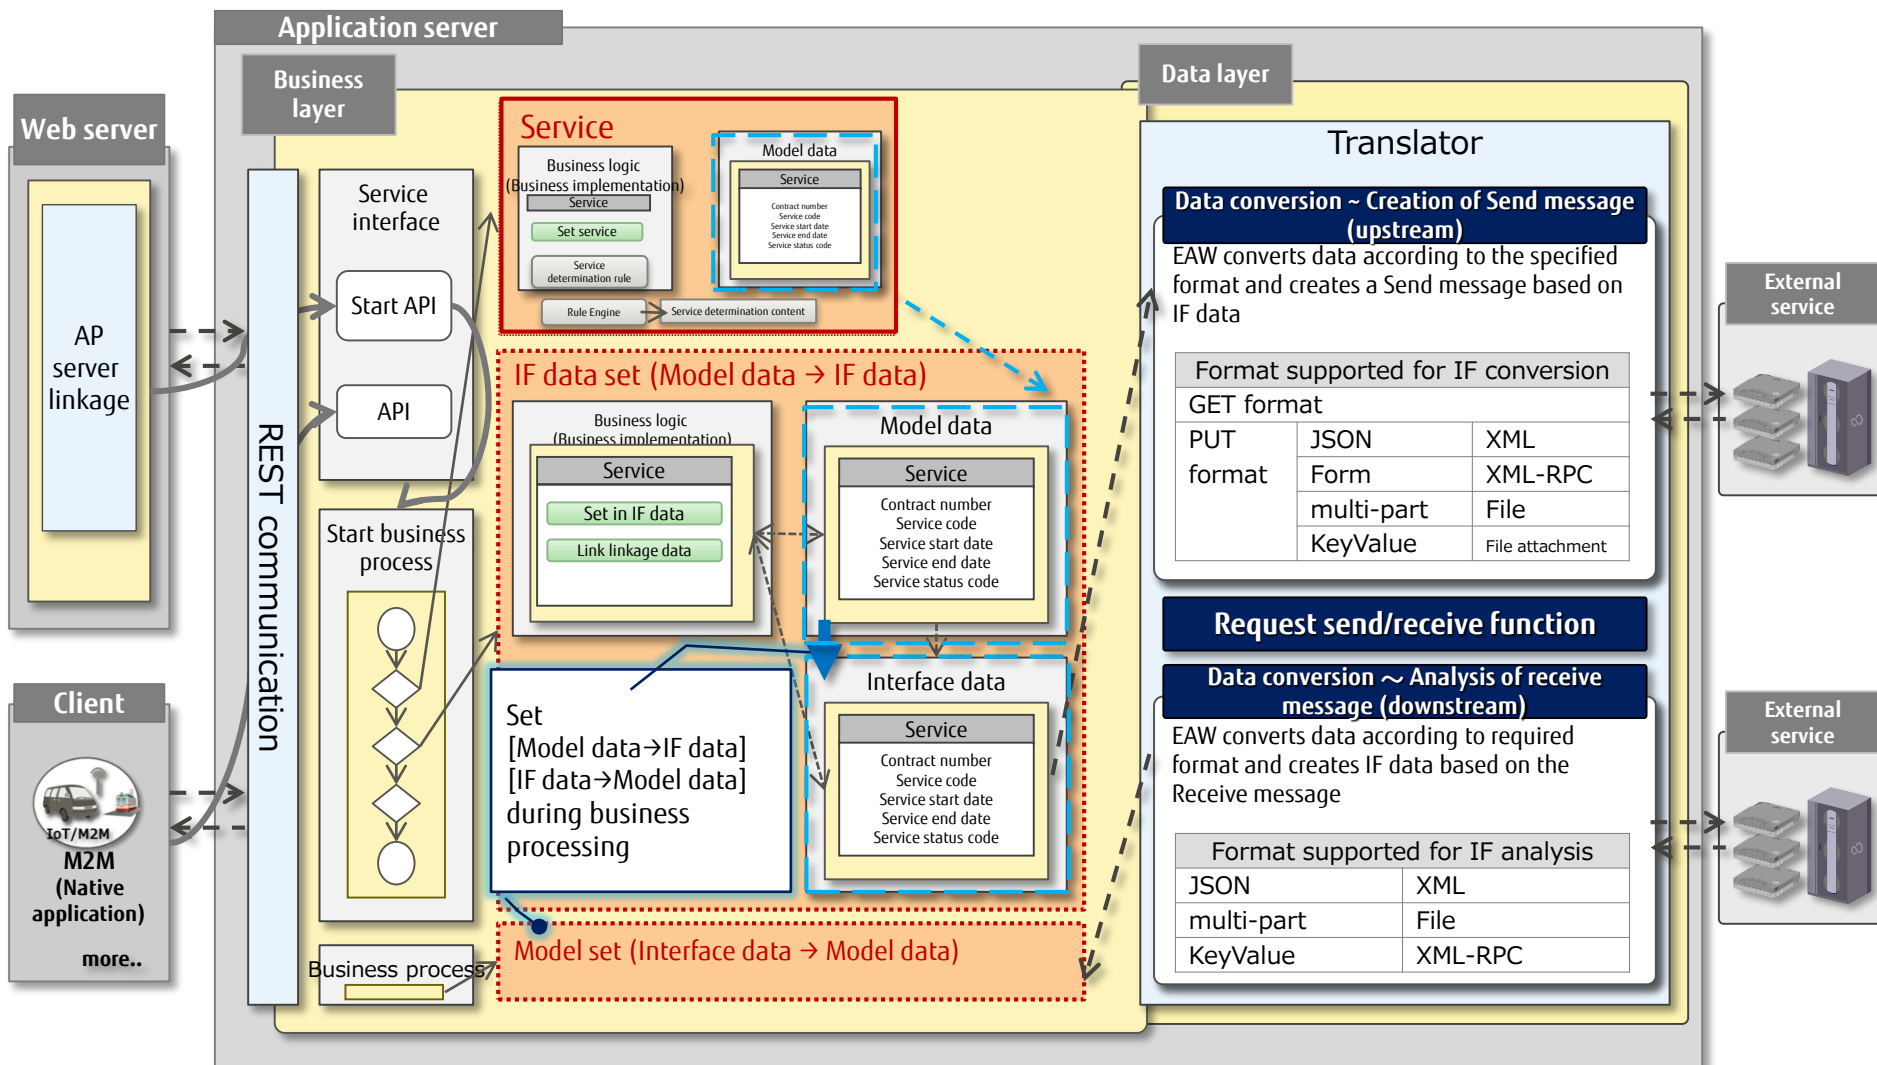 Application server
Business
layer
Data layer
Web server
AP
server
linkage
Client
IoT/M2M
M2M
(Native
application)
more..
REST communication
Service
interface
Start API
API
Start business
process
Business process
Service
Business logic
(Business implementation)
Service
Set service
Service
determination rule
Rule Engine
Service determination content
Model data
Service
Contract number
Service code
Service start date
Service end date
Service status code
IF data set (Model data → IF data)
Business logic
(Business implementation)
Service
Set in IF data
Link linkage data
Model data
Service
Contract number
Service code
Service start date
Service end date
Service status code
Interface data
Service
Contract number
Service code
Service start date
Service end date
Service status code
Set
[Model data→IF data]
[IF data→Model data]
during business
processing
Model set (Interface data → Model data)
Translator
Data conversion ~ Creation of Send message
(upstream)
EAW converts data according to the specified
format and creates a Send message based on
IF data
Format supported for IF conversion
GET format
PUT JSON XML
format Form XML-RPC
multi-part File
KeyValue File attachment
Request send/receive function
Data conversion ～ Analysis of receive
message (downstream)
EAW converts data according to required
format and creates IF data based on the
Receive message
Format supported for IF analysis
JSON XML
multi-part File
KeyValue XML-RPC
External
service
8
External
service
8